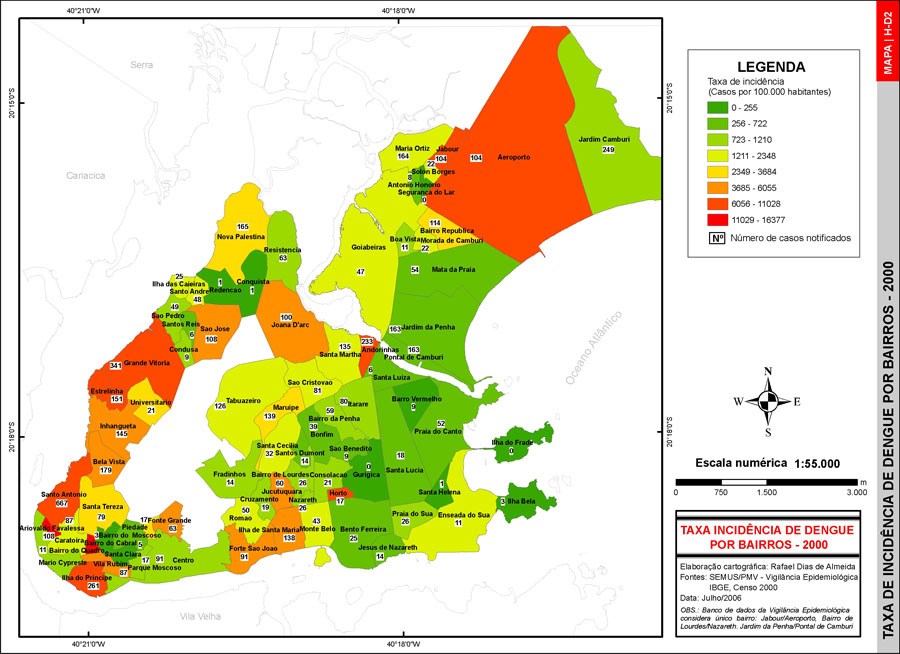 40°21'0"W
40°18'0"W
MAPA | H-D2
TAXA DE INCIDÊNCIA DE DENGUE POR BAIRROS - 2000
20°15'0"S
20°15'0"S
20°18'0"S
20°18'0"S
Serra
Cariacica
Vila Velha
Oceano Atlântico
LEGENDA
Taxa de incidência
(Casos por 100.000 habitantes)
0 - 255
256 - 722
723 - 1210
1211 - 2348
2349 - 3684
3685 - 6055
6056 - 11028
11029 - 16377
Nº Número de casos notificados
Jardim Camburi
249
Maria Ortiz
164
Jabour
104
104
Aeroporto
22
Solon Borges
8
Antonio Honorio
Segurança do Lar
0
114
Bairro Republica
Boa Vista
11
Morada de Camburi
22
Goiabeiras
47
54
Mata da Praia
165
Nova Palestina
Resistencia
63
25
Ilha das Caieiras
Santo Andre
48
1
Redencao
Conquista
1
49
Sao Pedro
Santos Reis
6
Sao Jose
108
Condusa
9
100
Joana D'arc
Jardim da Penha
163
163
Pontal de Camburi
233
Andorinhas
135
Santa Martha
6
Santa Luiza
341
Grande Vitoria
Estrelinha
151
Universitario
21
Inhangueta
145
Bela Vista
179
Sao Cristovao
81
Tabuazeiro
126
Maruipe
139
80
Itarare
59
Bairro da Penha
39
Bonfim
Barro Vermelho
9
52
Praia do Canto
Santa Cecilia
32
Santos Dumont
14
Sao Benedito
9
0
Gurigica
18
Santa Lucia
Ilha do Frade
0
Fradinhos
14
Bairro de Lourdes
60
Consolacao
26
21
Jucutuquara
Cruzamento
19
Nazareth
26
Horto
17
1
Santa Helena
3
Ilha Bela
Santo Antonio
667
Santa Tereza
79
50
Romao
43
Monte Belo
Bento Ferreira
25
Praia do Sua
26
Enseada do Sua
11
Ilha de Santa Maria
138
Jesus de Nazareth
14
Forte Sao Joao
91
Fonte Grande
63
17
Piedade
87
Ariovaldo Favalessa
108
Caratoira
3
Bairro do Moscoso
5
Bairro do Cabral
11
Bairro do Quadro
Santa Clara
17
91
Centro
Mario Cypreste
Vila Rubim
87
Parque Moscoso
Ilha do Principe
261
N
W
E
S
Escala numérica 1:55.000
0
750
1.500
3.000
m
TAXA INCIDÊNCIA DE DENGUE
POR BAIRROS - 2000
Elaboração cartográfica: Rafael Dias de Almeida
Fontes: SEMUS/PMV - Vigilância Epidemiológica
IBGE, Censo 2000
Data: Julho/2006
OBS.: Banco de dados da Vigilância Epidemiológica
considera único bairro: Jabour/Aeroporto, Bairro de
Lourdes/Nazareth. Jardim da Penha/Pontal de Camburi
40°21'0"W
40°18'0"W